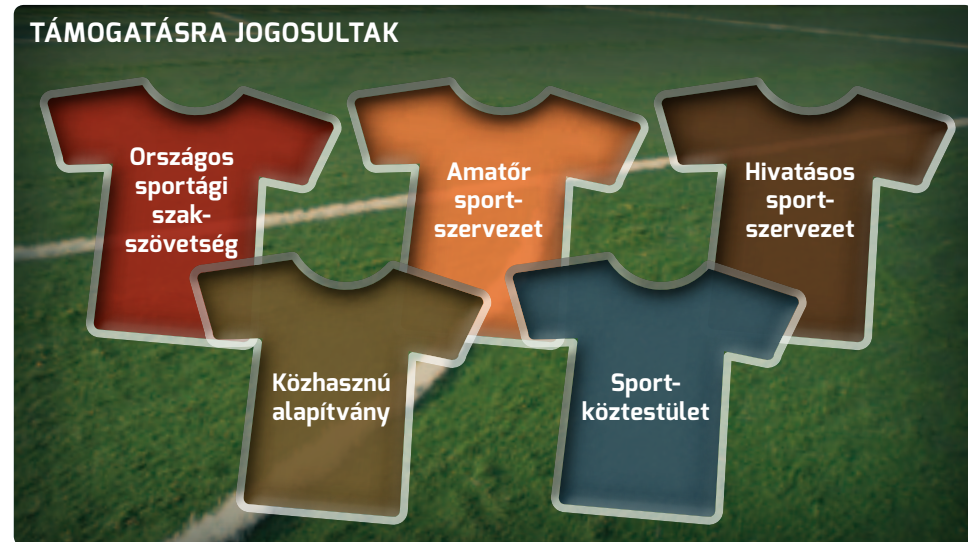 TÁMOGATÁSRA JOGOSULTAK
Országos
sportági
szak-
szövetség
Amatőr
sport-
szervezet
Hivatásos
sport-
szervezet
Közhasznú
alapítvány
Sport-
köztestület